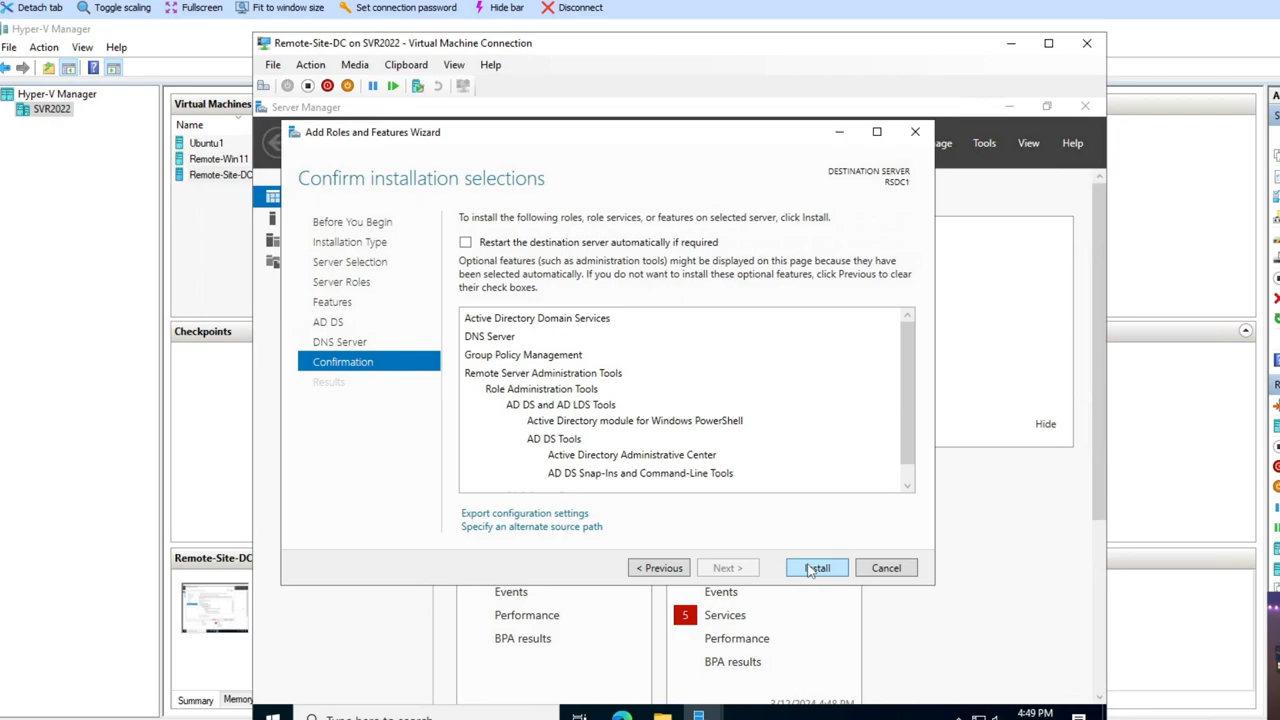 Detach tab Toggle scaling Fullscreen Fit to window size Set connection password Hide bar Disconnect
Hyper-V Manager
File Action View Help
Hyper-V Manager
SVR2022
Virtual Machines
Name
Ubuntu1
Remote-Win11
Remote-Site-DC
Checkpoints
Remote-Site-DC
Summary Memory
Remote-Site-DC on SVR2022 - Virtual Machine Connection
File Action Media Clipboard View Help
Server Manager
Tools View Help
Add Roles and Features Wizard
Confirm installation selections
DESTINATION SERVER
RSDC1
Before You Begin
Installation Type
Server Selection
Server Roles
Features
AD DS
DNS Server
Confirmation
Results
To install the following roles, role services, or features on selected server, click Install.
Restart the destination server automatically if required
Optional features (such as administration tools) might be displayed on this page because they have
been selected automatically. If you do not want to install these optional features, click Previous to clear
their check boxes.
Active Directory Domain Services
DNS Server
Group Policy Management
Remote Server Administration Tools
Role Administration Tools
AD DS and AD LDS Tools
Active Directory module for Windows PowerShell
AD DS Tools
Active Directory Administrative Center
AD DS Snap-Ins and Command-Line Tools
Export configuration settings
Specify an alternate source path
< Previous Next > Install Cancel
Hide
Events
Performance
BPA results
Events
5 Services
Performance
BPA results
3/12/2024 4:48 PM
Type here to search
4:49 PM